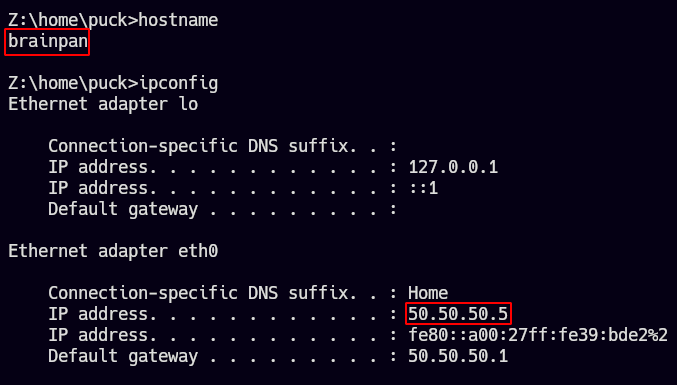 Z:\home\puck>hostname
brainpan
Z:\home\puck>ipconfig
Ethernet adapter lo
Connection-specific DNS suffix. . :
IP address. . . . . . . . . . . . : 127.0.0.1
IP address. . . . . . . . . . . . : ::1
Default gateway . . . . . . . . . :
Ethernet adapter eth0
Connection-specific DNS suffix. . : Home
IP address. . . . . . . . . . . . : 50.50.50.5
IP address. . . . . . . . . . . . : fe80::a00:27ff:fe39:bde2%2
Default gateway . . . . . . . . . : 50.50.50.1